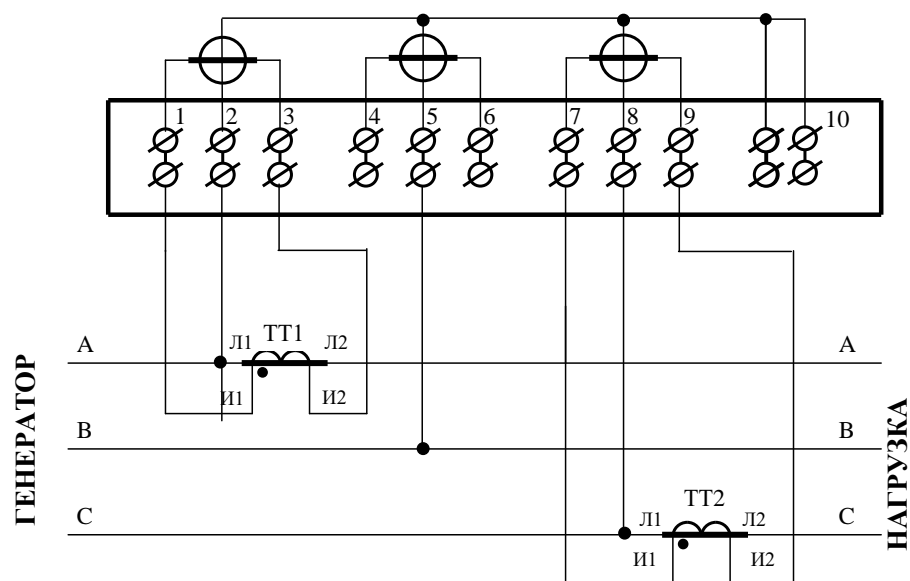 1 2 3 4 5 6 7 8 9 10
ГЕНЕРАТОР
НАГРУЗКА
А Л1 ТТ1 Л2 А
И1 И2
В В
С Л1 ТТ2 Л2 С
И1 И2